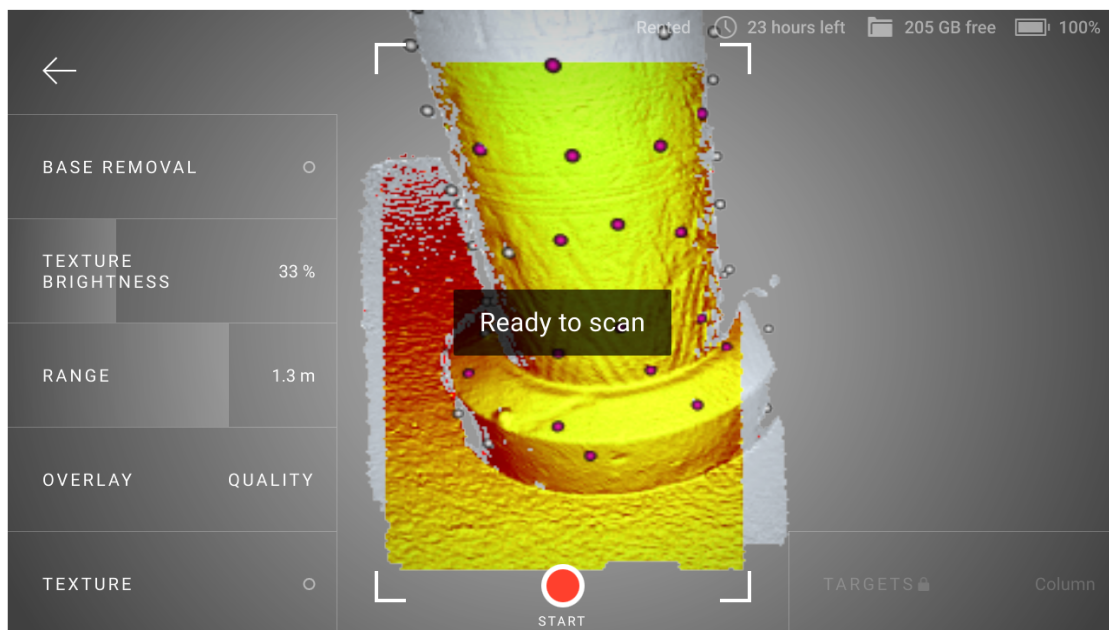 Rented 23 hours left 205 GB free 100%
BASE REMOVAL
TEXTURE
BRIGHTNESS 33 %
Ready to scan
RANGE 1.3 m
OVERLAY QUALITY
TEXTURE
START
TARGETS Column